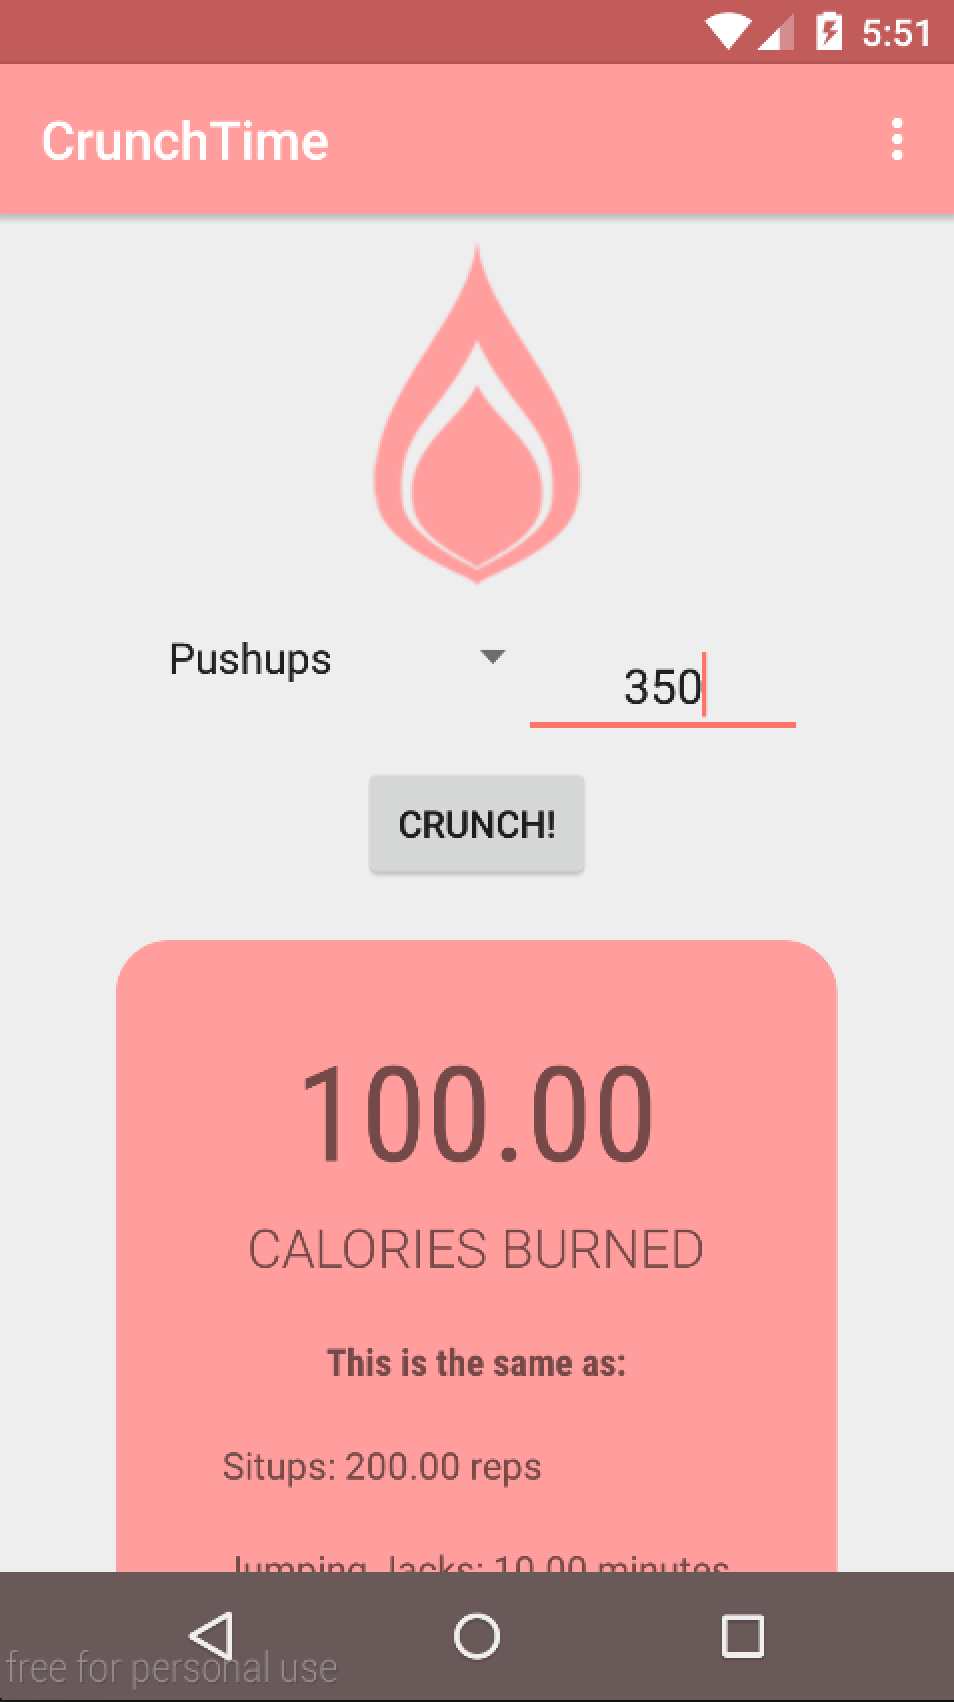 5:51
CrunchTime
Pushups
350
CRUNCH!
100.00
CALORIES BURNED
This is the same as:
Situps: 200.00 reps
Jumping Jacks: 10.00 minutes
free for personal use